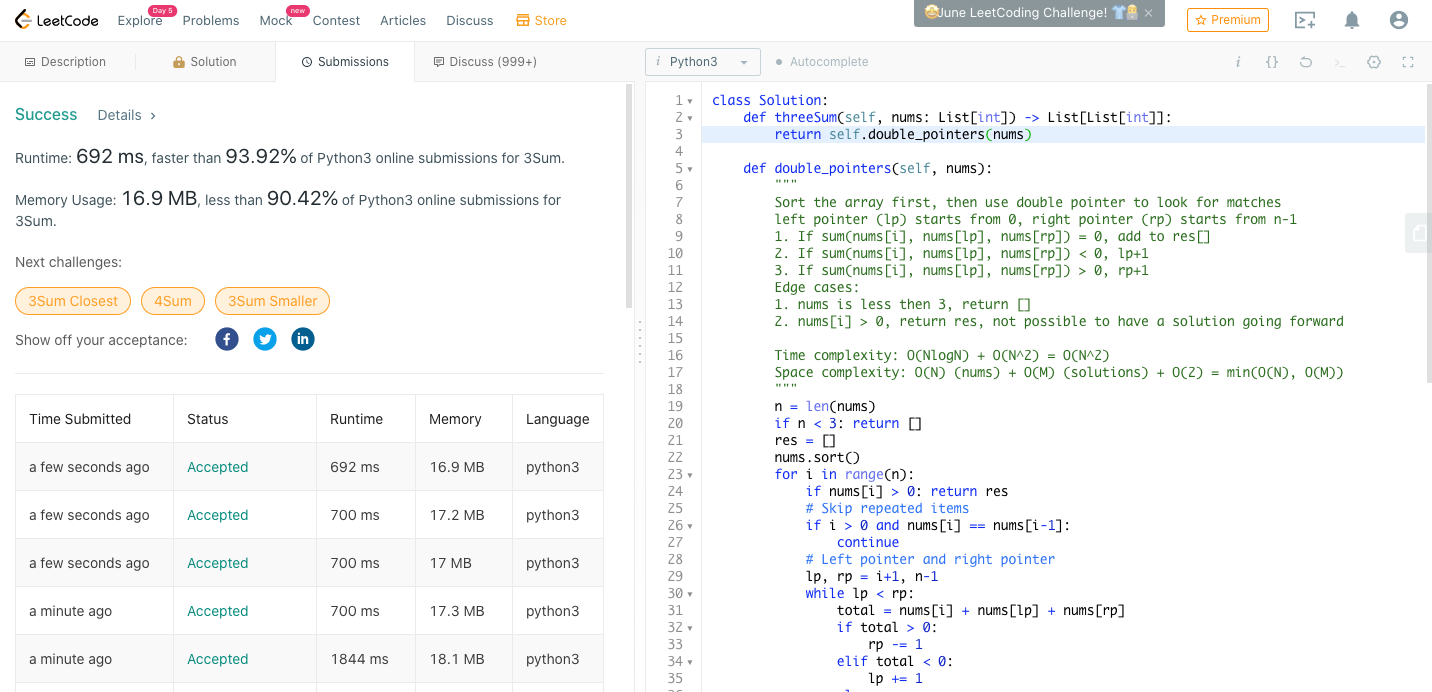 LeetCode
Explore Day 5 Problems Mock new Contest Articles Discuss Store
🤩June LeetCoding Challenge! ×
Premium
Description Solution Submissions Discuss (999+)
i Python3 Autocomplete
i {}
Success Details >
Runtime: 692 ms, faster than 93.92% of Python3 online submissions for 3Sum.
Memory Usage: 16.9 MB, less than 90.42% of Python3 online submissions for
3Sum.
Next challenges:
3Sum Closest 4Sum 3Sum Smaller
Show off your acceptance:
Time Submitted Status Runtime Memory Language
a few seconds ago Accepted 692 ms 16.9 MB python3
a few seconds ago Accepted 700 ms 17.2 MB python3
a few seconds ago Accepted 700 ms 17 MB python3
a minute ago Accepted 700 ms 17.3 MB python3
a minute ago Accepted 1844 ms 18.1 MB python3
1 class Solution:
2 def threeSum(self, nums: List[int]) -> List[List[int]]:
3 return self.double_pointers(nums)
4
5 def double_pointers(self, nums):
6 """
7 Sort the array first, then use double pointer to look for matches
8 left pointer (lp) starts from 0, right pointer (rp) starts from n-1
9 1. If sum(nums[i], nums[lp], nums[rp]) = 0, add to res[]
10 2. If sum(nums[i], nums[lp], nums[rp]) < 0, lp+1
11 3. If sum(nums[i], nums[lp], nums[rp]) > 0, rp+1
12 Edge cases:
13 1. nums is less then 3, return []
14 2. nums[i] > 0, return res, not possible to have a solution going forward
15
16 Time complexity: O(NlogN) + O(N^2) = O(N^2)
17 Space complexity: O(N) (nums) + O(M) (solutions) + O(2) = min(O(N), O(M))
18 """
19 n = len(nums)
20 if n < 3: return []
21 res = []
22 nums.sort()
23 for i in range(n):
24 if nums[i] > 0: return res
25 # Skip repeated items
26 if i > 0 and nums[i] == nums[i-1]:
27 continue
28 # Left pointer and right pointer
29 lp, rp = i+1, n-1
30 while lp < rp:
31 total = nums[i] + nums[lp] + nums[rp]
32 if total > 0:
33 rp -= 1
34 elif total < 0:
35 lp += 1